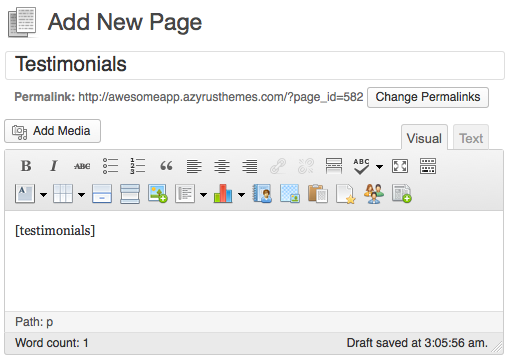 Add New Page
Testimonials
Permalink: http://awesomeapp.azyrusthemes.com/?page_id=582 Change Permalinks
Add Media
Visual Text
B I ABC ABC
A
[testimonials]
Path: p
Word count: 1 Draft saved at 3:05:56 am.